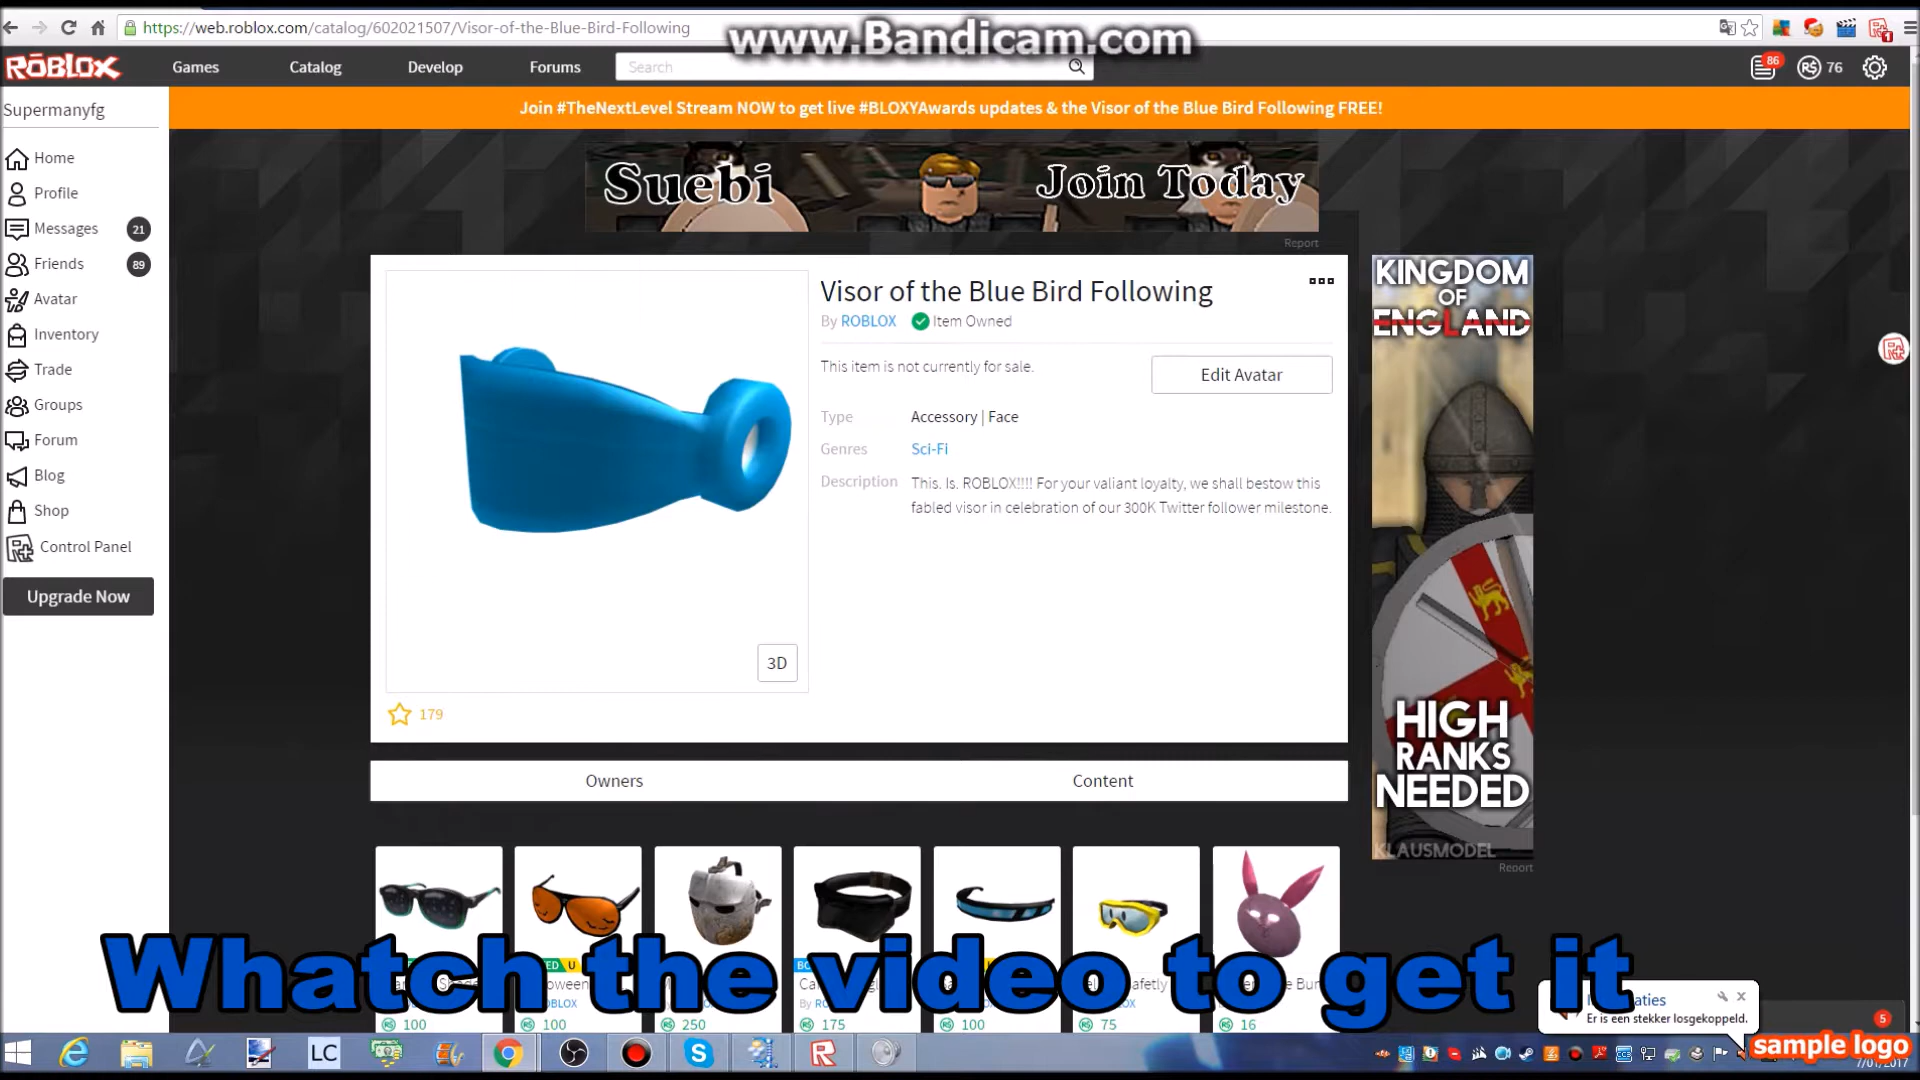 https://web.roblox.com/catalog/602021507/Visor-of-the-Blue-Bird-Following
www.Bandicam.com
1
ROBLOX
Games
Catalog
Develop
Forums
Search
86
R$ 76
Supermanyfg
Join #TheNextLevel Stream NOW to get live #BLOXYAwards updates & the Visor of the Blue Bird Following FREE!
Home
Profile
Messages 21
Friends 89
Avatar
Inventory
Trade
Groups
Forum
Blog
Shop
Control Panel
Upgrade Now
Suebi
Join Today
Report
Visor of the Blue Bird Following
By ROBLOX Item Owned
This item is not currently for sale.
Edit Avatar
Type Accessory | Face
Genres Sci-Fi
Description This. Is. ROBLOX!!!! For your valiant loyalty, we shall bestow this
fabled visor in celebration of our 300K Twitter follower milestone.
3D
179
KINGDOM
OF
ENGLAND
HIGH
RANKS
NEEDED
KLAUSMODEL
Report
Owners
Content
Whatch the video to get it
100
100
250
175
100
75
16
Er is een stekker losgekoppeld.
5
LC
sample logo
7/01/2017